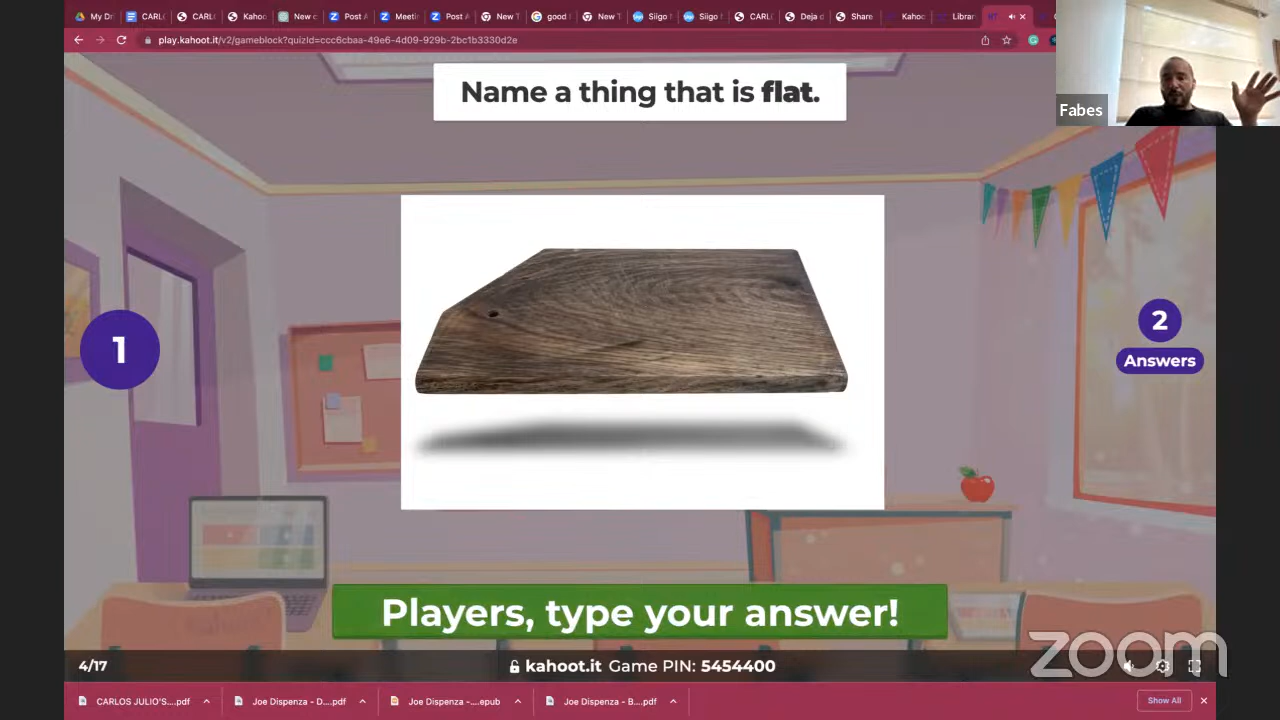 My Dr
CARL(
CARL(
Kahoo
New c
Post A
Meetin
Post A
New T
good
New T
Siigo
Siigo
CARL(
Deja d
Share
Kahoo
Librar
play.kahoot.it/v2/gameblock?quizId=ccc6cbaa-49e6-4d09-929b-2bc1b3330d2e
Name a thing that is flat.
Fabes
1
2
Answers
Players, type your answer!
4/17
kahoot.it Game PIN: 5454400
zoom
CARLOS JULIO'S....pdf
Joe Dispenza - D....pdf
Joe Dispenza -....epub
Joe Dispenza - B....pdf
Show All